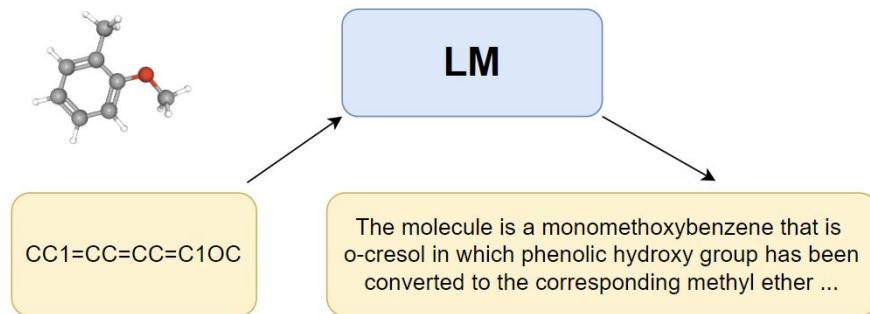 LM
CC1=CC=CC=C1OC
The molecule is a monomethoxybenzene that is
o-cresol in which phenolic hydroxy group has been
converted to the corresponding methyl ether ...